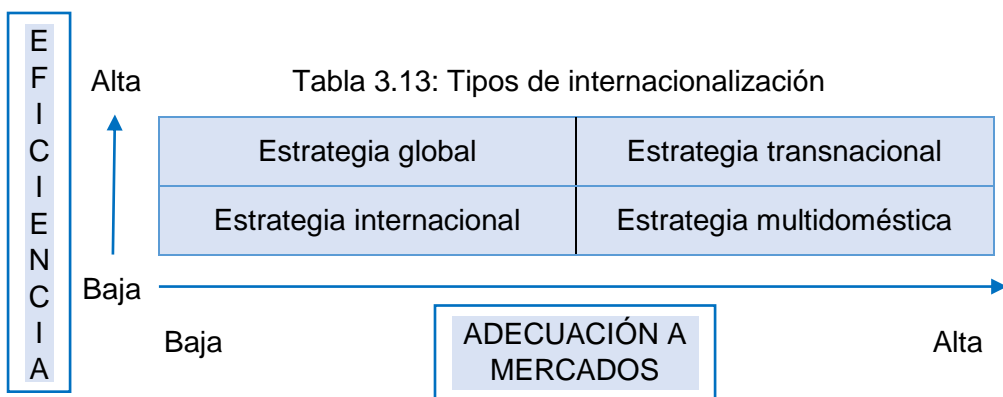 EFICIENCIA
Alta
Tabla 3.13: Tipos de internacionalización
Estrategia global
Estrategia transnacional
Estrategia internacional
Estrategia multidoméstica
Baja
Baja
ADECUACIÓN A
MERCADOS
Alta